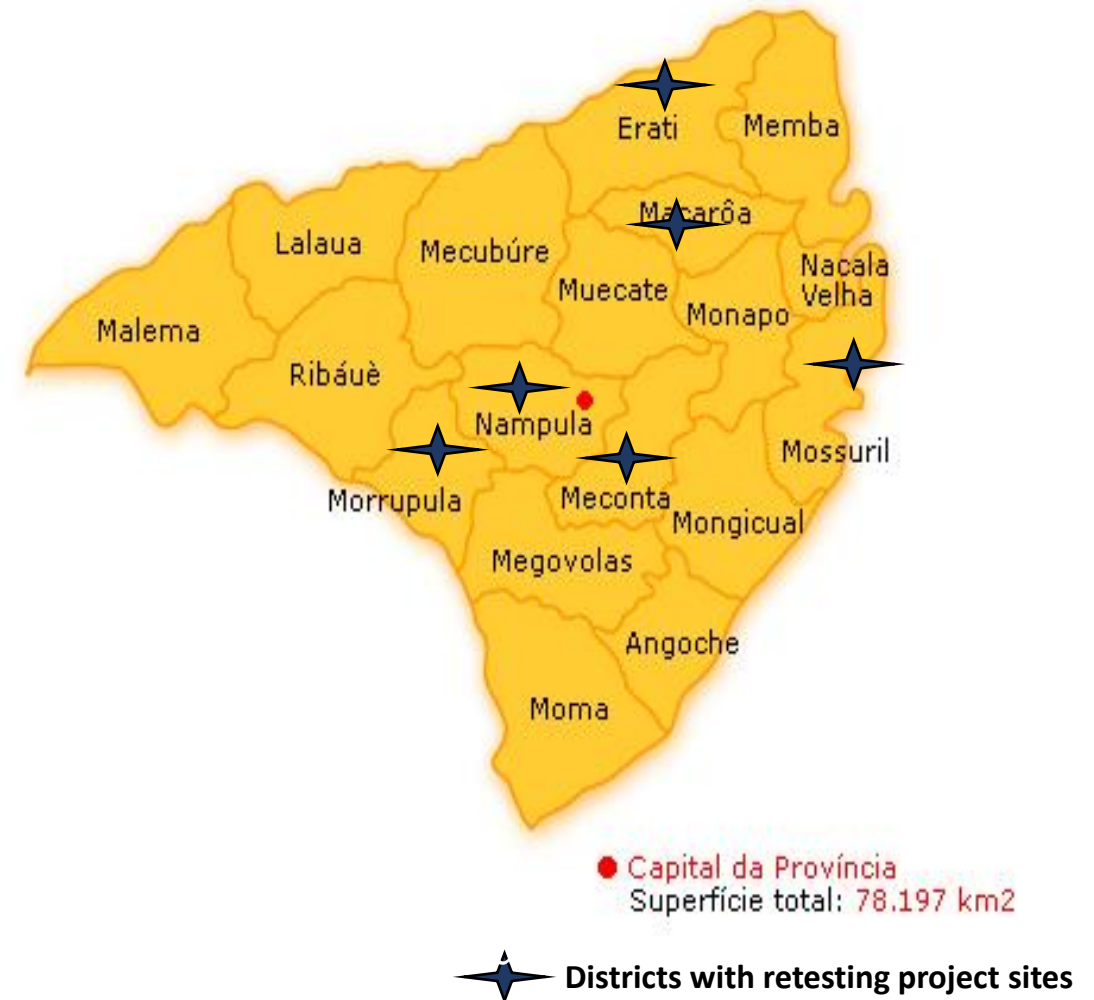 Erati
Memba
Macarôa
Lalaua
Mecubúre
Nacala
Velha
Muecate
Monapo
Malema
Ribáuè
Nampula
Mossuril
Morrupula
Meconta
Mongicual
Megovolas
Angoche
Moma
Capital da Província
Superfície total: 78.197 km2
Districts with retesting project sites